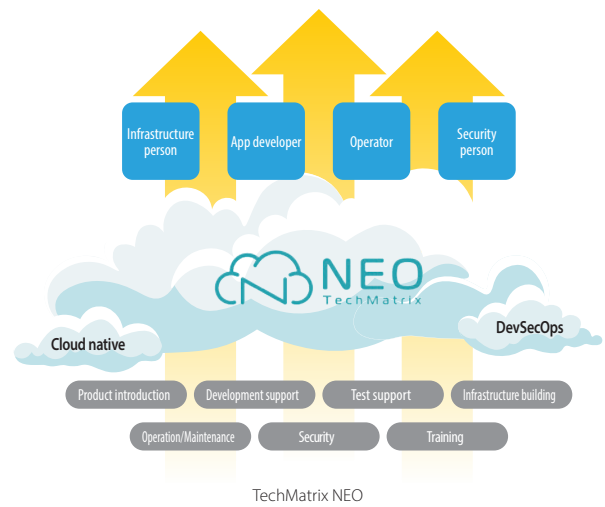 Infrastructure
person
App developer
Operator
Security
person
NEO
TechMatrix
Cloud native
DevSecOps
Product introduction
Development support
Test support
Infrastructure building
Operation/Maintenance
Security
Training
TechMatrix NEO